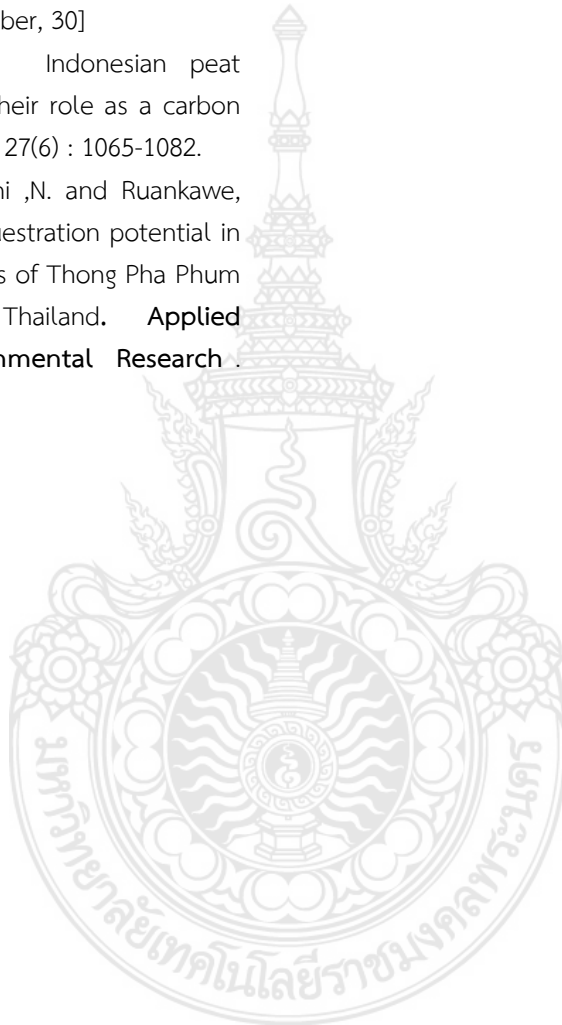 ber, 30]
Indonesian peat
heir role as a carbon
27(6) : 1065-1082.
ni ,N. and Ruankawe,
uestration potential in
s of Thong Pha Phum
Thailand. Applied
nmental Research .
มหาวิทยาลัยเทคโนโลยีราชมงคลพระนคร